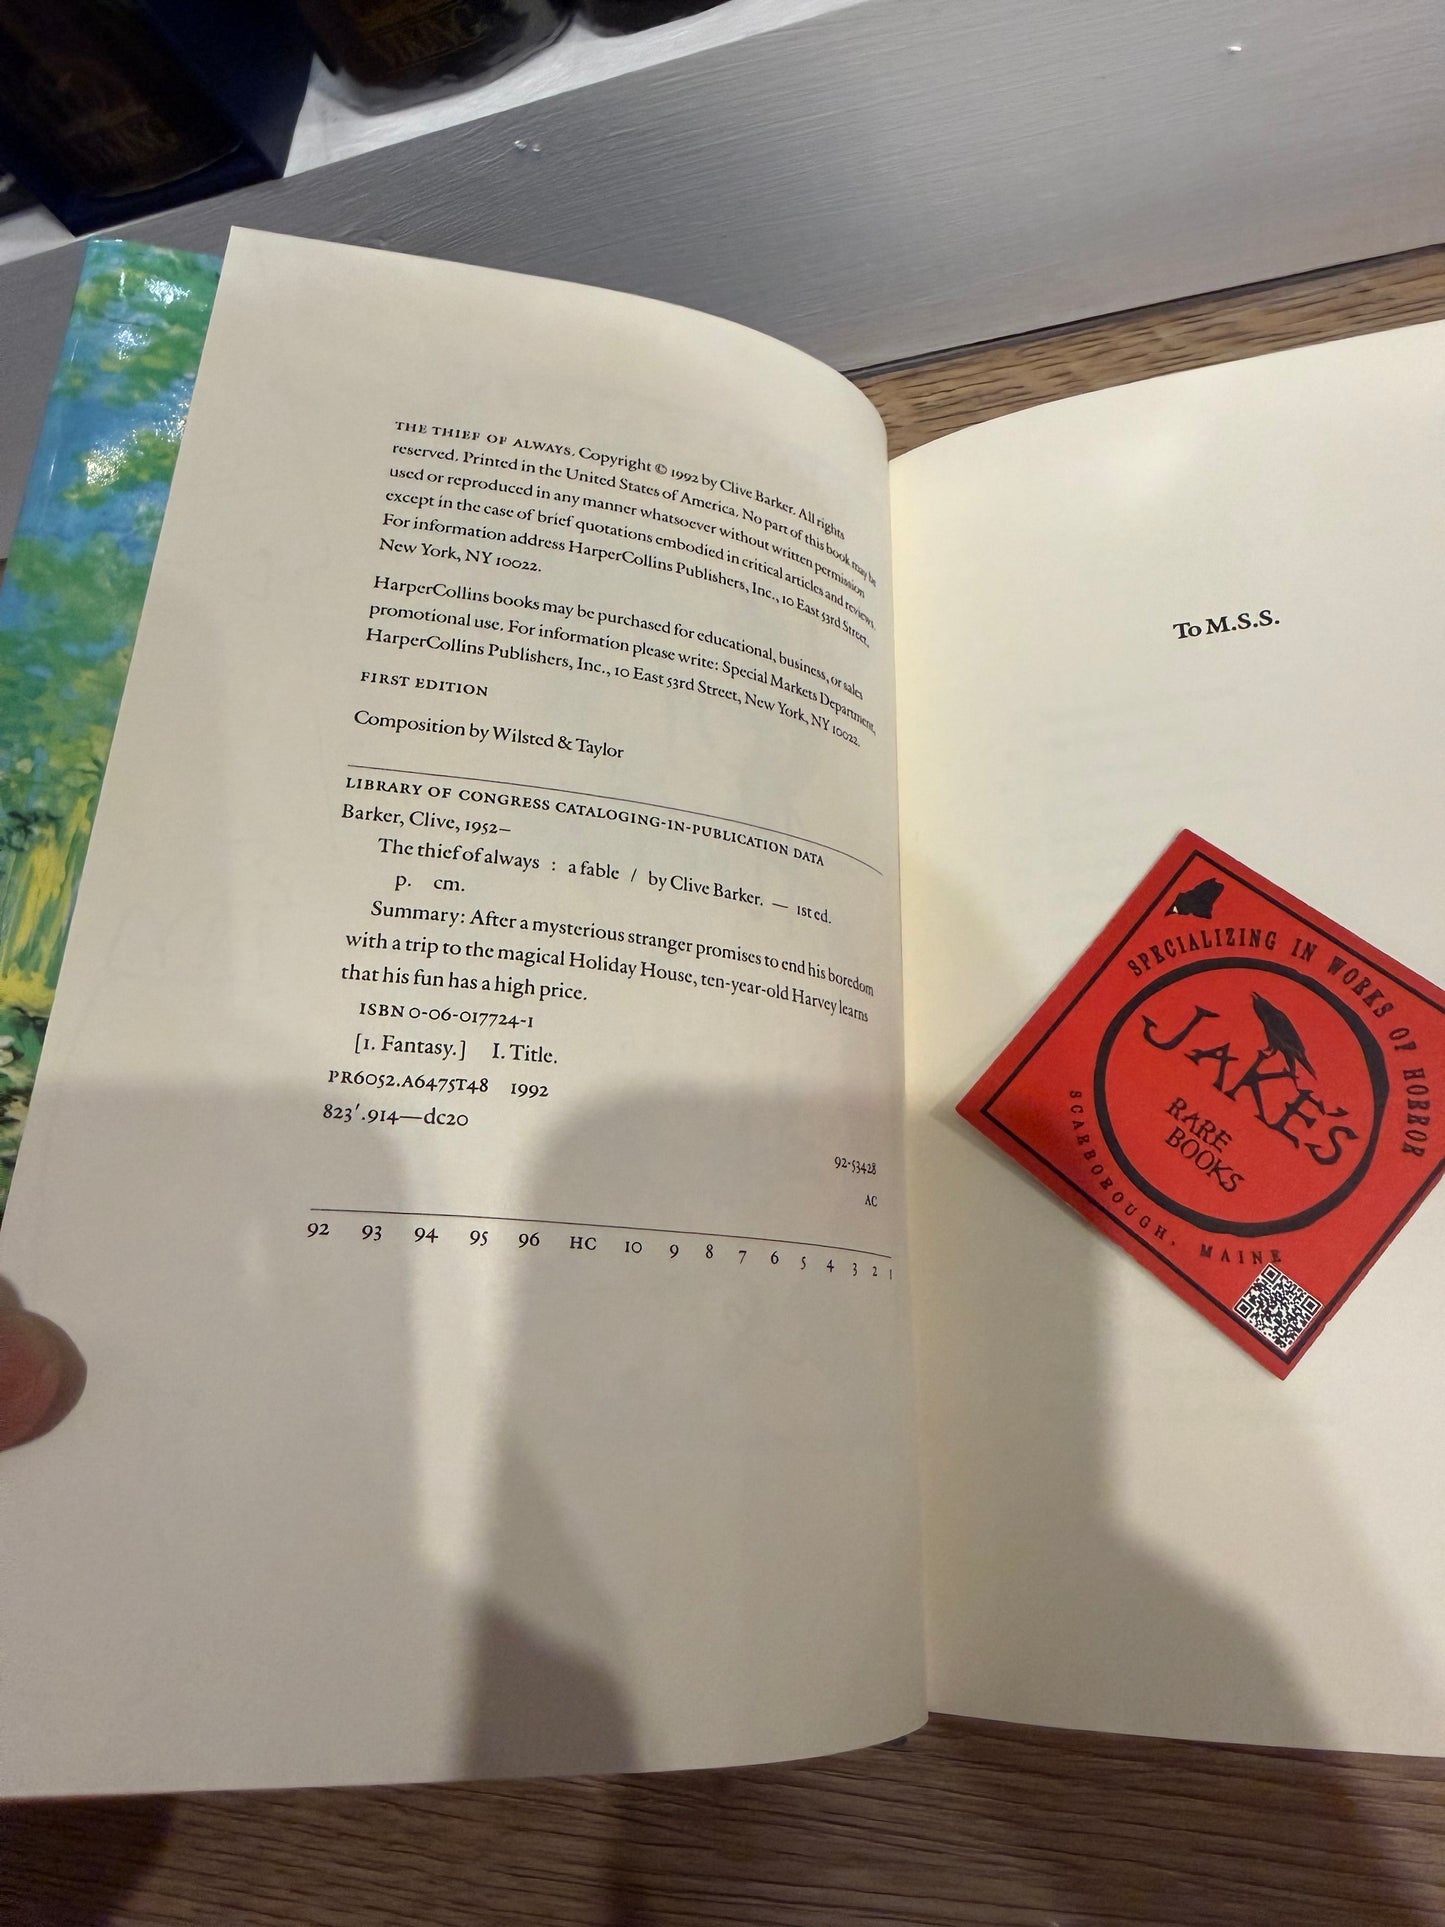 THE THIEF OF ALWAYS. Copyright © 1992 by Clive Barker. All rights
reserved. Printed in the United States of America. No part of this book may be
used or reproduced in any manner whatsoever without written permission
except in the case of brief quotations embodied in critical articles and reviews.
For information address HarperCollins Publishers, Inc., 10 East 53rd Street,
New York, NY 10022.
HarperCollins books may be purchased for educational, business, or sales
promotional use. For information please write: Special Markets Department,
HarperCollins Publishers, Inc., 10 East 53rd Street, New York, NY 10022.
FIRST EDITION
Composition by Wilsted & Taylor
LIBRARY OF CONGRESS CATALOGING-IN-PUBLICATION DATA
Barker, Clive, 1952–
The thief of always : a fable / by Clive Barker. — 1st ed.
p. cm.
Summary: After a mysterious stranger promises to end his boredom
with a trip to the magical Holiday House, ten-year-old Harvey learns
that his fun has a high price.
ISBN 0-06-017724-1
[1. Fantasy.] I. Title.
PR6052.A6475T48 1992
823'.914—dc20
92-53428
AC
92 93 94 95 96 HC 10 9 8 7 6 5 4 3 2 1
To M.S.S.
SPECIALIZING IN WORKS OF HORROR
JAKE'S
RARE
BOOKS
SCARBOROUGH, MAINE